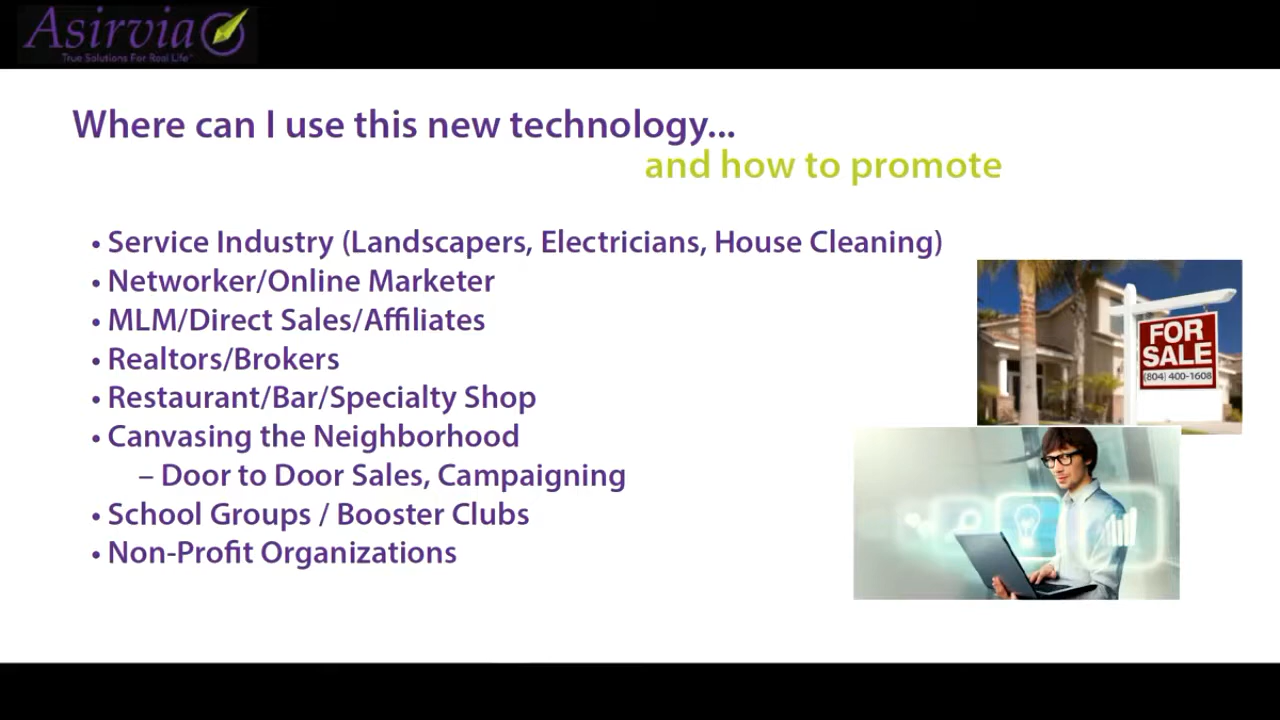 Asirvia
True Solutions For Real Life™
Where can I use this new technology...
and how to promote
• Service Industry (Landscapers, Electricians, House Cleaning)
• Networker/Online Marketer
• MLM/Direct Sales/Affiliates
• Realtors/Brokers
• Restaurant/Bar/Specialty Shop
• Canvasing the Neighborhood
– Door to Door Sales, Campaigning
• School Groups / Booster Clubs
• Non-Profit Organizations
FOR
SALE
(804) 400-1608